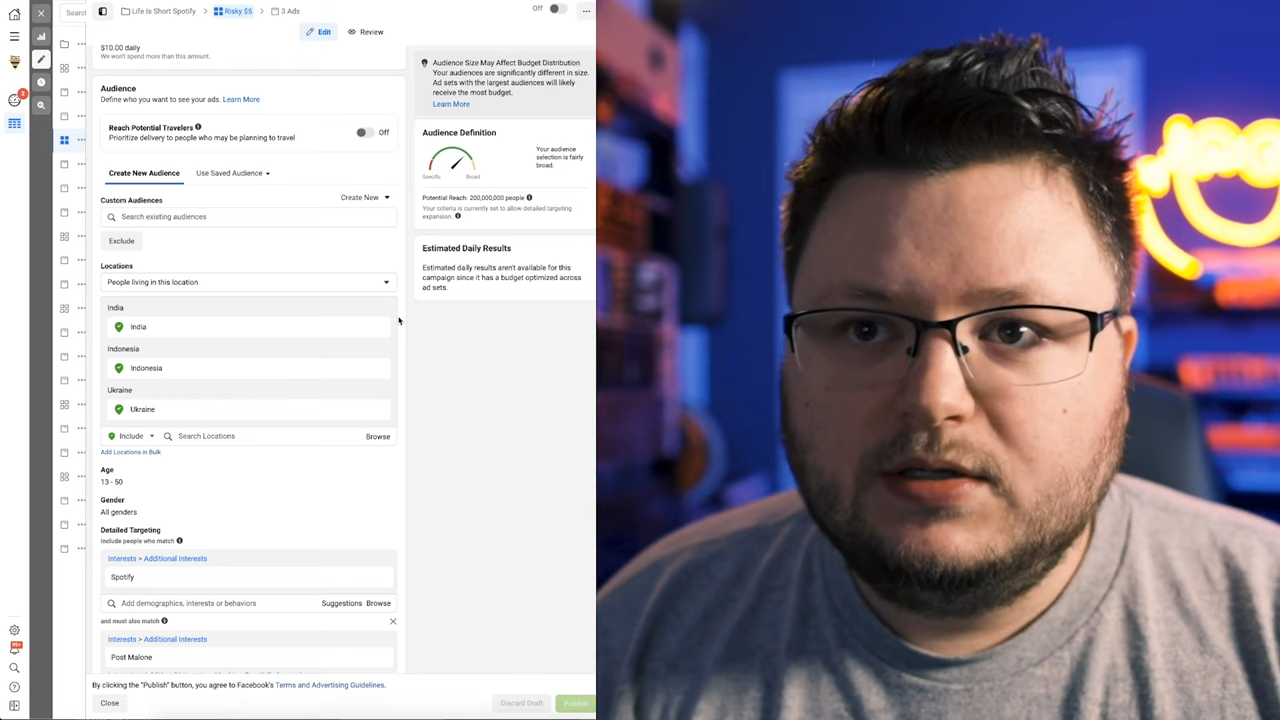 Search
Life Is Short Spotify > Risky $5 > 3 Ads
Off
Edit Review
$10.00 daily
We won't spend more than this amount.
Audience
Define who you want to see your ads. Learn More
Reach Potential Travelers
Prioritize delivery to people who may be planning to travel
Off
Create New Audience Use Saved Audience
Custom Audiences Create New
Search existing audiences
Exclude
Locations
People living in this location
India
India
Indonesia
Indonesia
Ukraine
Ukraine
Include Search Locations Browse
Add Locations in Bulk
Age
13 - 50
Gender
All genders
Detailed Targeting
Include people who match
Interests > Additional Interests
Spotify
Add demographics, interests or behaviors Suggestions Browse
and must also match
Interests > Additional Interests
Post Malone
By clicking the "Publish" button, you agree to Facebook's Terms and Advertising Guidelines.
Close Discard Draft Publish
Audience Size May Affect Budget Distribution
Your audiences are significantly different in size.
Ad sets with the largest audiences will likely
receive the most budget.
Learn More
Audience Definition
Your audience
selection is fairly
broad.
Specific Broad
Potential Reach: 200,000,000 people
Your criteria is currently set to allow detailed targeting
expansion.
Estimated Daily Results
Estimated daily results aren't available for this
campaign since it has a budget optimized across
ad sets.
2
99+